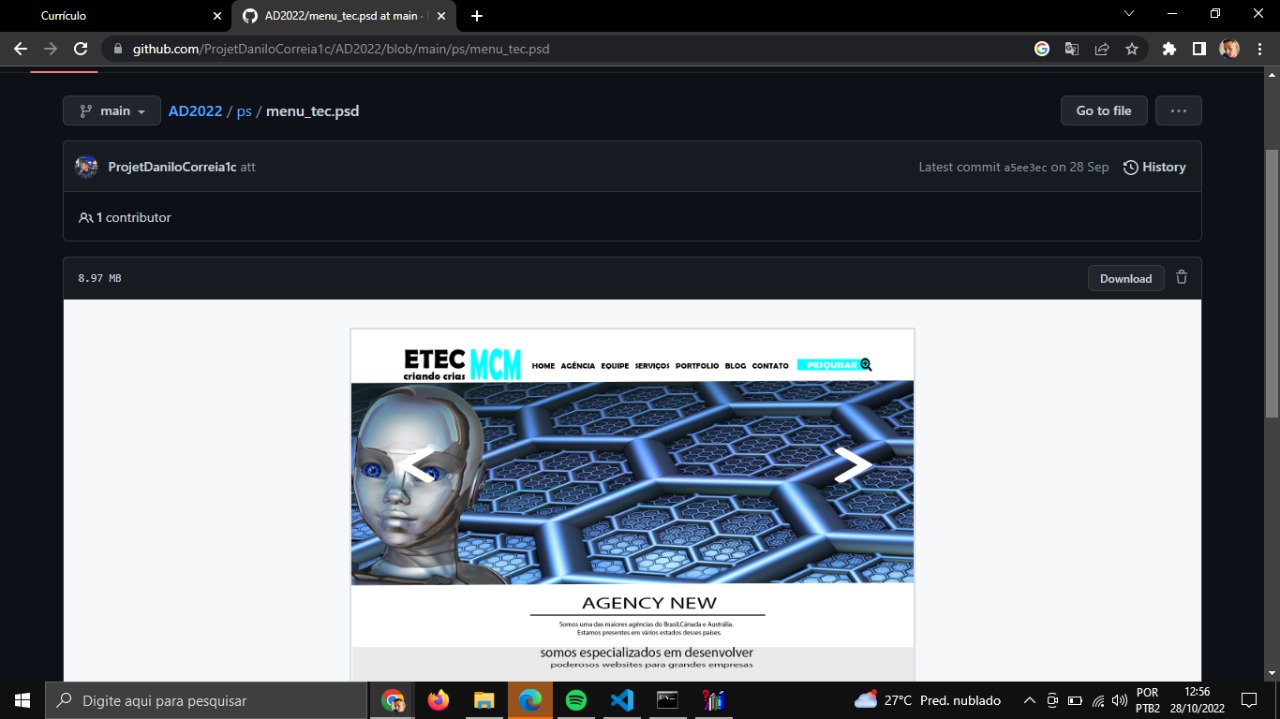 Currículo
AD2022/menu_tec.psd at main ·
github.com/ProjetDaniloCorreia1c/AD2022/blob/main/ps/menu_tec.psd
main AD2022 / ps / menu_tec.psd Go to file
ProjetDaniloCorreia1c att Latest commit a5ee3ec on 28 Sep History
1 contributor
8.97 MB Download
ETEC MCM
criando crias
HOME AGÊNCIA EQUIPE SERVIÇOS PORTFOLIO BLOG CONTATO PESQUISAR
AGENCY NEW
Somos uma das maiores agências do Brasil,Cánada e Austrália.
Estamos presentes em vários estados desses países.
somos especializados em desenvolver
poderosos websites para grandes empresas
Digite aqui para pesquisar
27°C Pred. nublado
POR
PTB2
12:56
28/10/2022